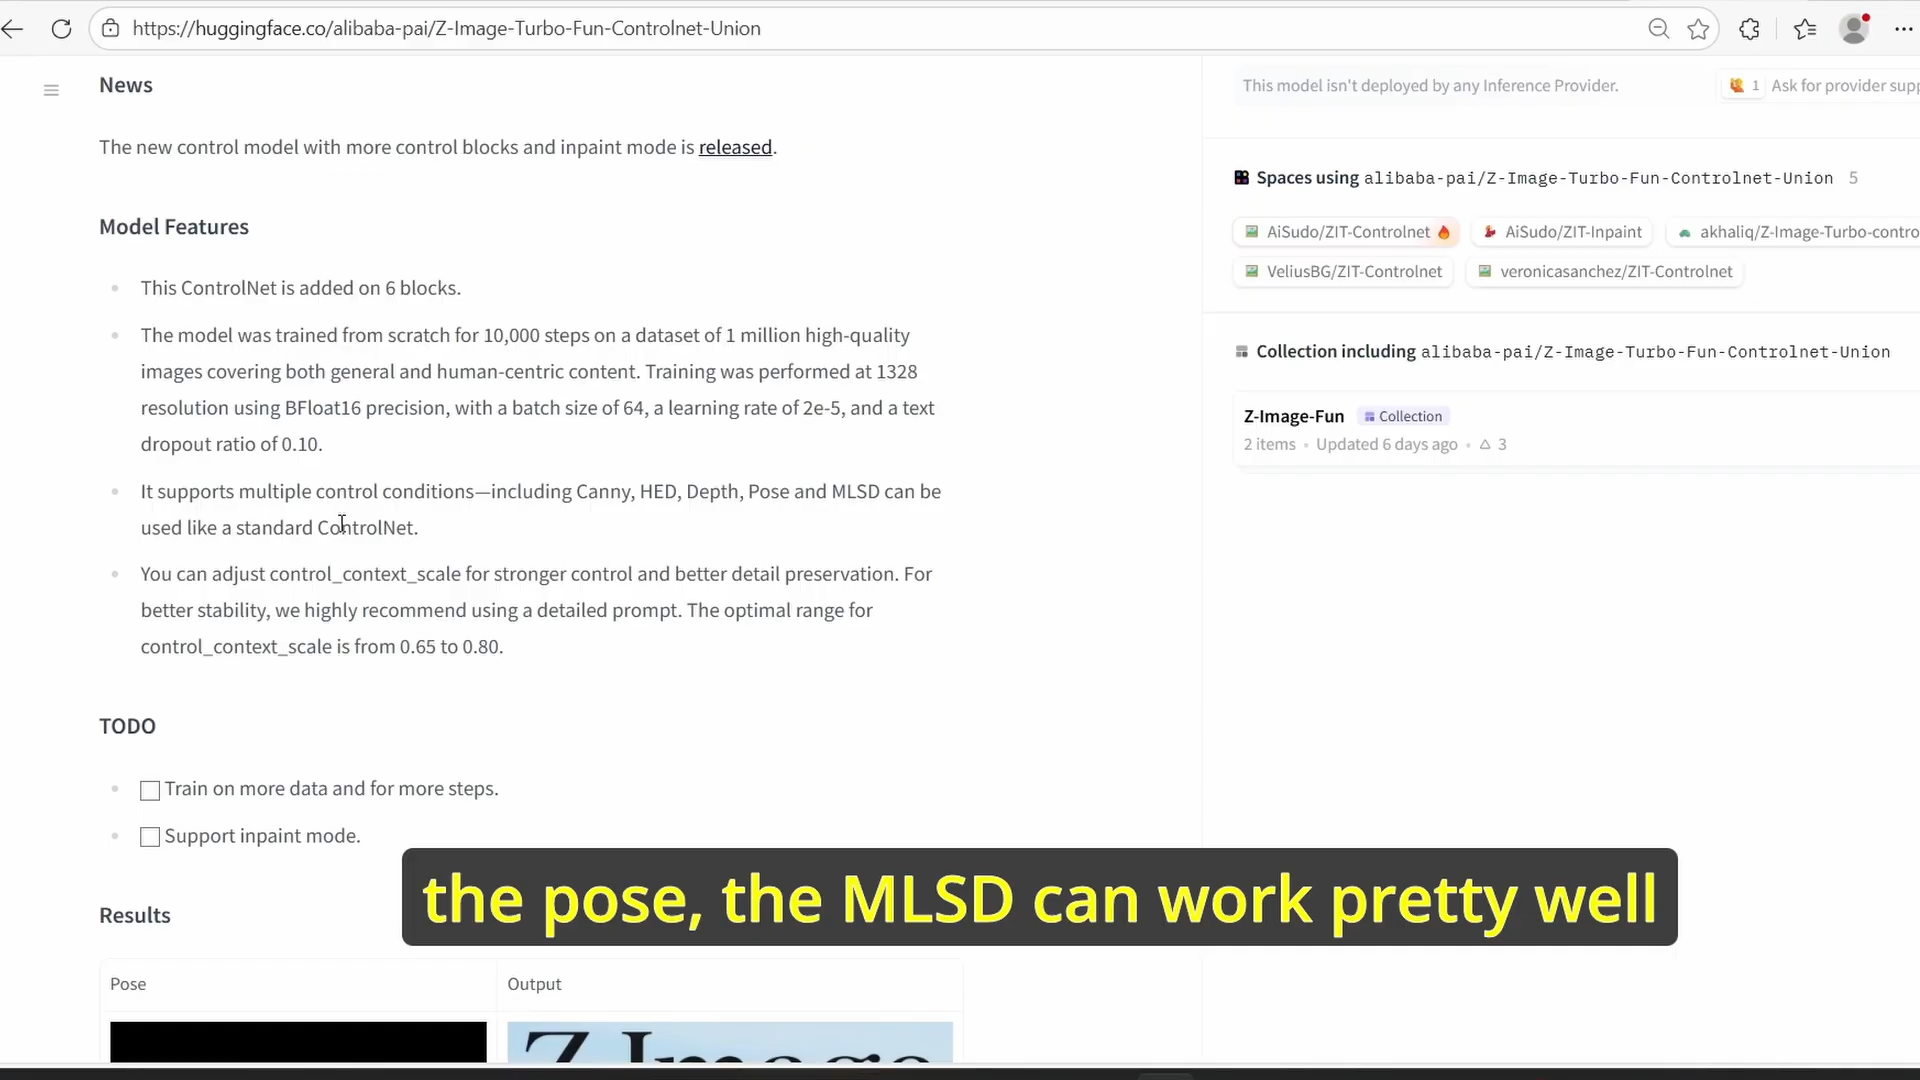 https://huggingface.co/alibaba-pai/Z-Image-Turbo-Fun-Controlnet-Union
News
The new control model with more control blocks and inpaint mode is released.
Model Features
This ControlNet is added on 6 blocks.
The model was trained from scratch for 10,000 steps on a dataset of 1 million high-quality
images covering both general and human-centric content. Training was performed at 1328
resolution using BFloat16 precision, with a batch size of 64, a learning rate of 2e-5, and a text
dropout ratio of 0.10.
It supports multiple control conditions—including Canny, HED, Depth, Pose and MLSD can be
used like a standard ControlNet.
You can adjust control_context_scale for stronger control and better detail preservation. For
better stability, we highly recommend using a detailed prompt. The optimal range for
control_context_scale is from 0.65 to 0.80.
TODO
Train on more data and for more steps.
Support inpaint mode.
Results
Pose Output
Z-Image
This model isn't deployed by any Inference Provider.
1 Ask for provider supp
Spaces using alibaba-pai/Z-Image-Turbo-Fun-Controlnet-Union 5
AiSudo/ZIT-Controlnet AiSudo/ZIT-Inpaint akhaliq/Z-Image-Turbo-contro
VeliusBG/ZIT-Controlnet veronicasanchez/ZIT-Controlnet
Collection including alibaba-pai/Z-Image-Turbo-Fun-Controlnet-Union
Z-Image-Fun Collection
2 items • Updated 6 days ago • 3
the pose, the MLSD can work pretty well